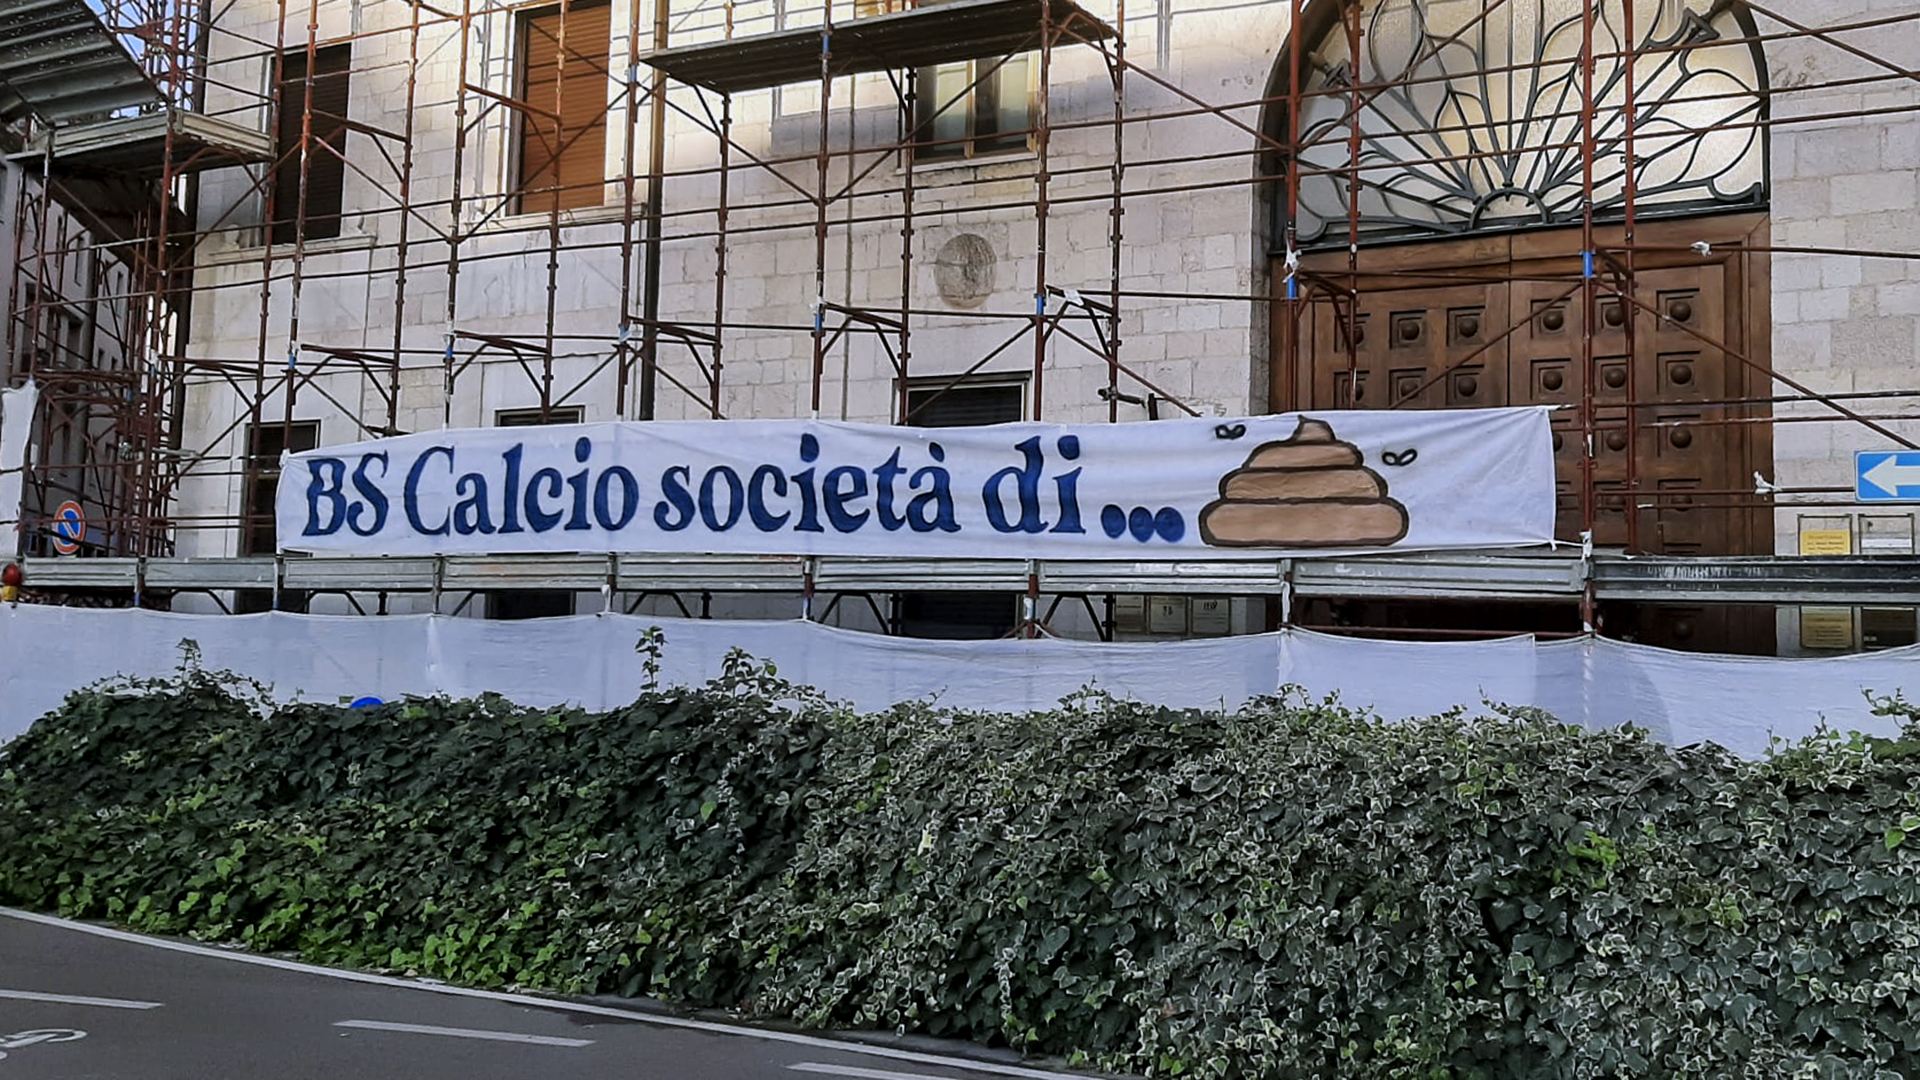 BS Calcio società di...